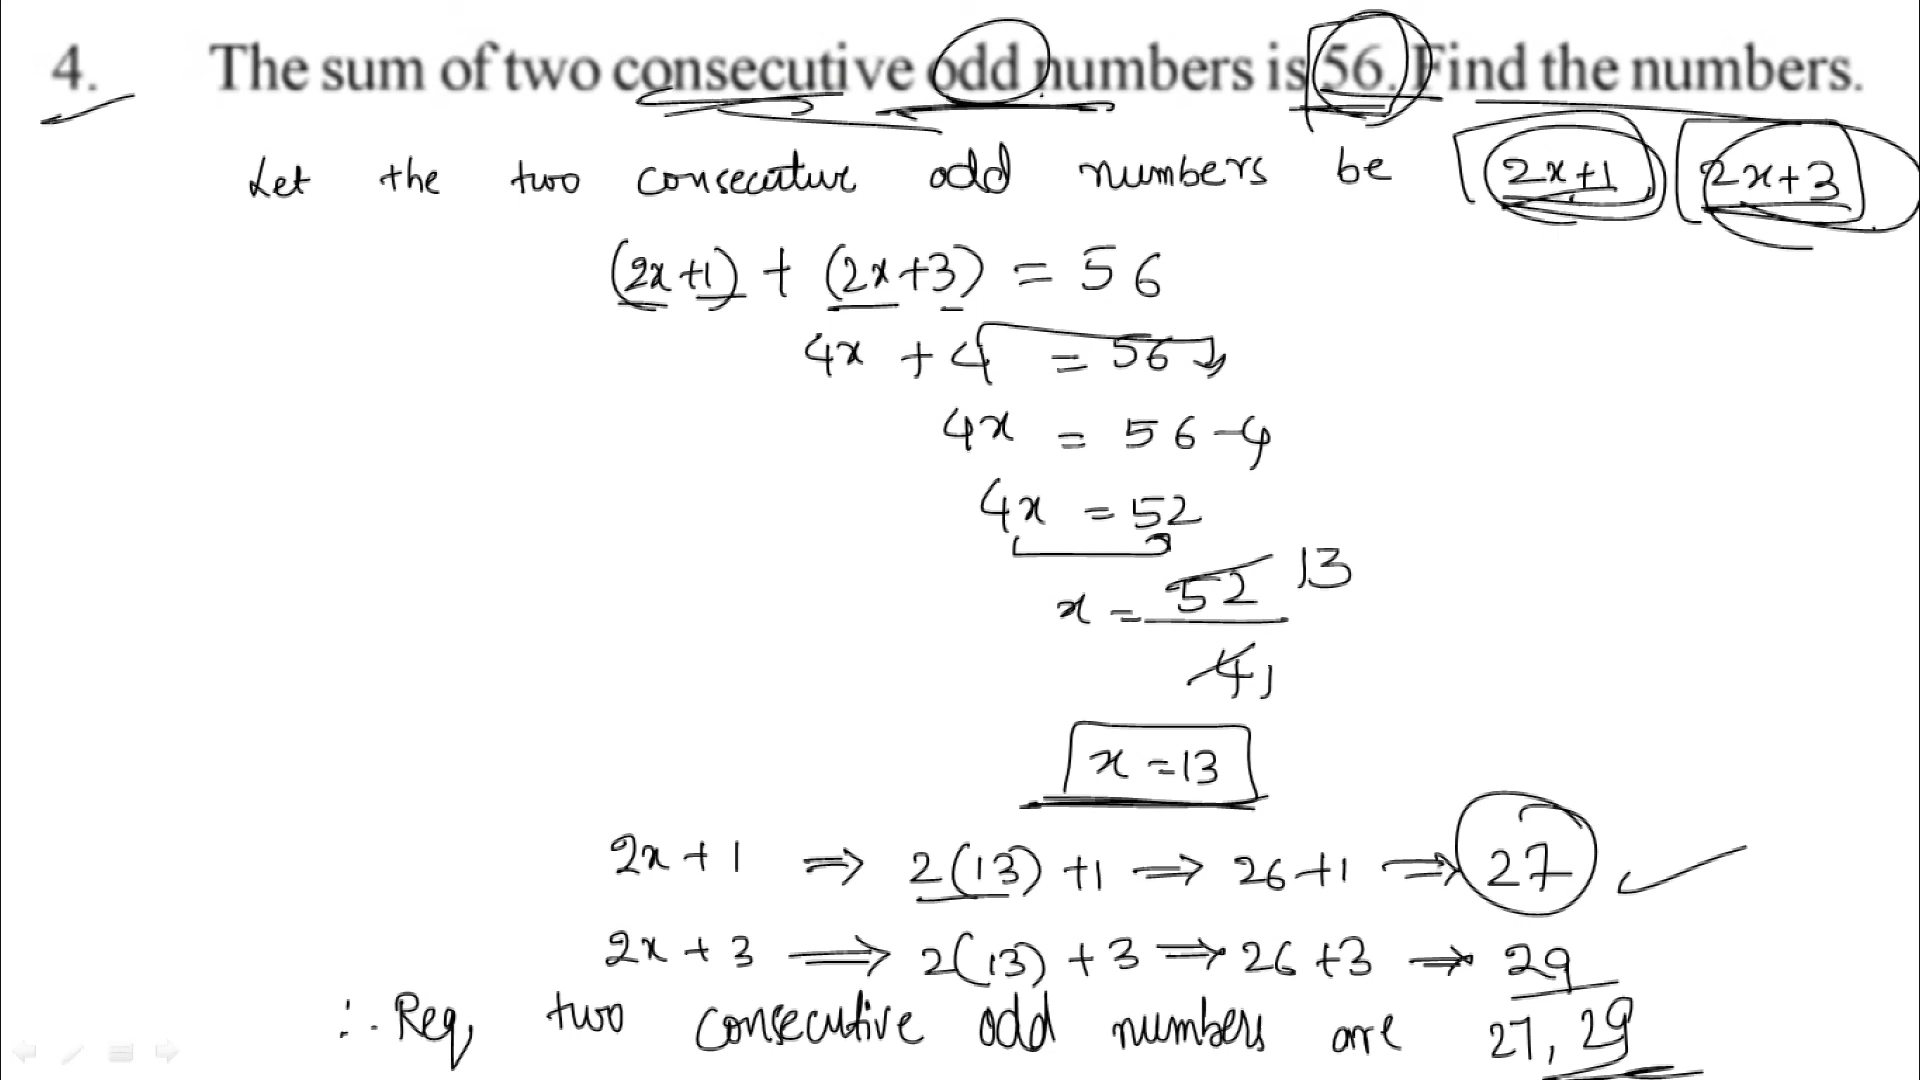 4. The sum of two consecutive odd numbers is 56. Find the numbers.
Let the two consecutive odd numbers be 2x+1 2x+3
(2x+1) + (2x+3) = 56
4x + 4 = 56
4x = 56-4
4x = 52
x = 52/4 13 1
x = 13
2x + 1 ⇒ 2(13) +1 ⇒ 26+1 ⇒ 27
2x + 3 ⇒ 2(13) + 3 ⇒ 26 +3 ⇒ 29
∴ Req, two consecutive odd numbers are 27, 29